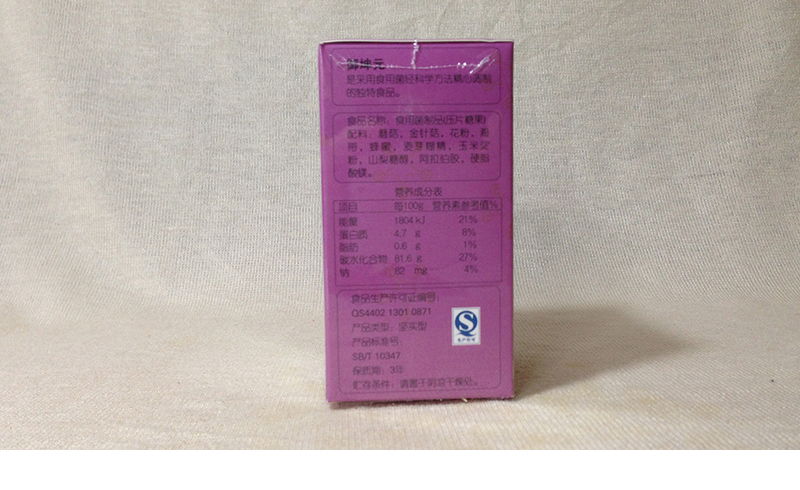 御坤元
是采用食用菌经科学方法精心酿制
的独特食品。
食品名称：食用菌制品(压片糖果)
配料：蘑菇，金针菇，花粉，海
带，蜂蜜，麦芽糊精，玉米淀
粉，山梨糖醇，阿拉伯胶，硬脂
酸镁。
营养成分表
项目 每100g 营养素参考值%
能量 1804 kJ 21%
蛋白质 4.7 g 8%
脂肪 0.6 g 1%
碳水化合物 81.6 g 27%
钠 82 mg 4%
食品生产许可证编号：
QS4402 1301 0871
产品类型：坚实型
产品标准号：
SB/T 10347
保质期：3年
贮存条件：请置于阴凉干燥处。